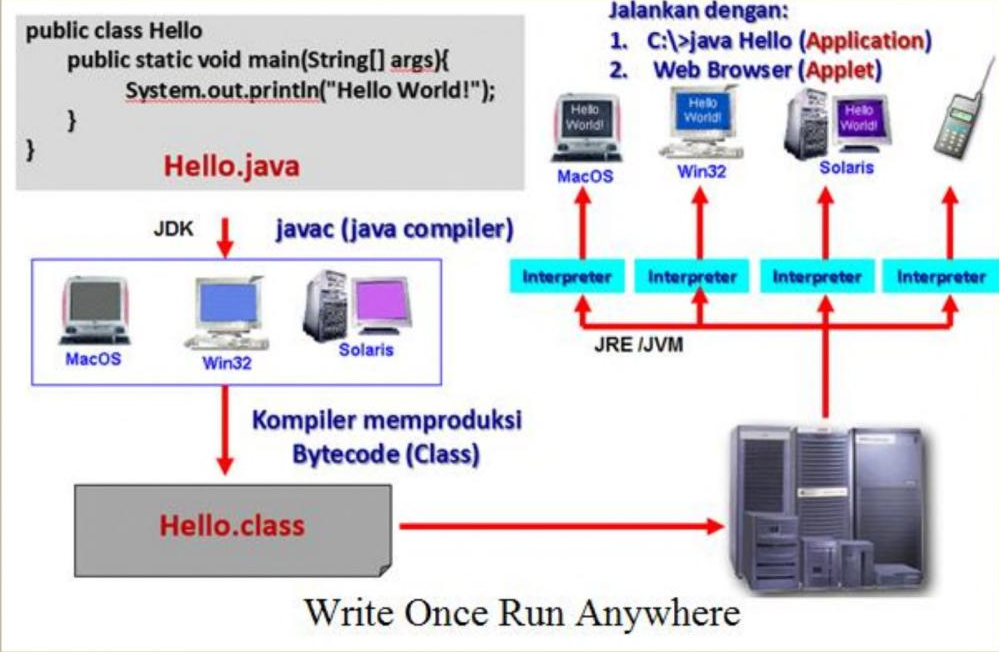 public class Hello
public static void main(String[] args){
System.out.println("Hello World!");
}
}
Hello.java
Jalankan dengan:
1. C:\>java Hello (Application)
2. Web Browser (Applet)
Hello World!
Hello World!
Hello World!
MacOS
Win32
Solaris
JDK
javac (java compiler)
Interpreter
Interpreter
Interpreter
Interpreter
MacOS
Win32
Solaris
JRE /JVM
Kompiler memproduksi
Bytecode (Class)
Hello.class
Write Once Run Anywhere